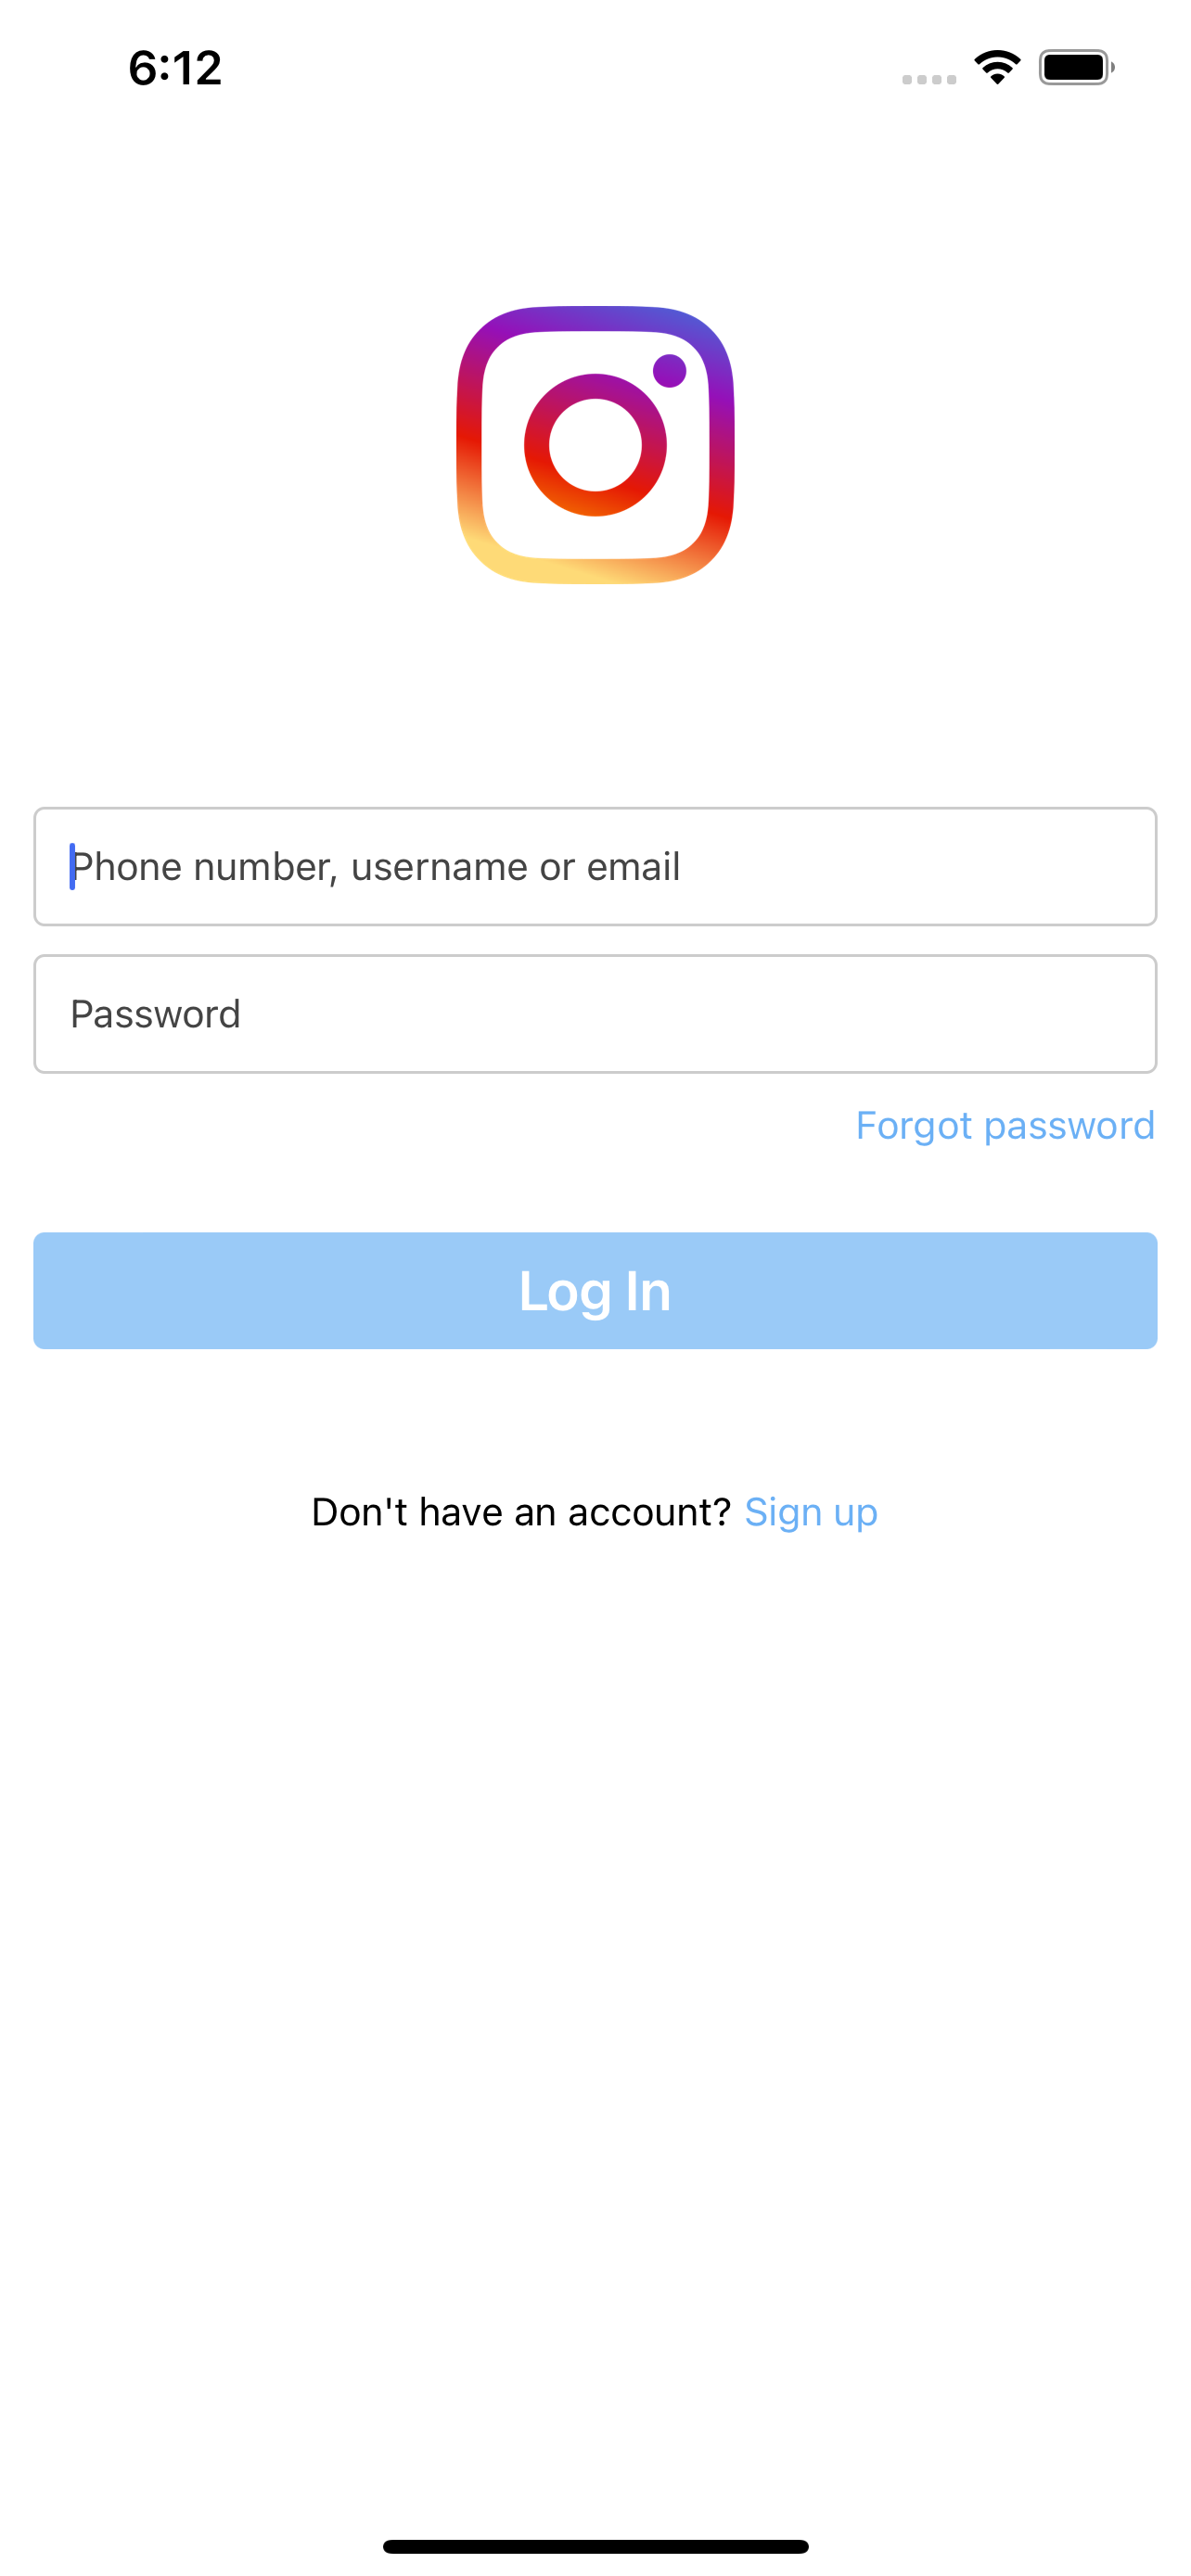 6:12
Phone number, username or email
Password
Forgot password
Log In
Don't have an account? Sign up